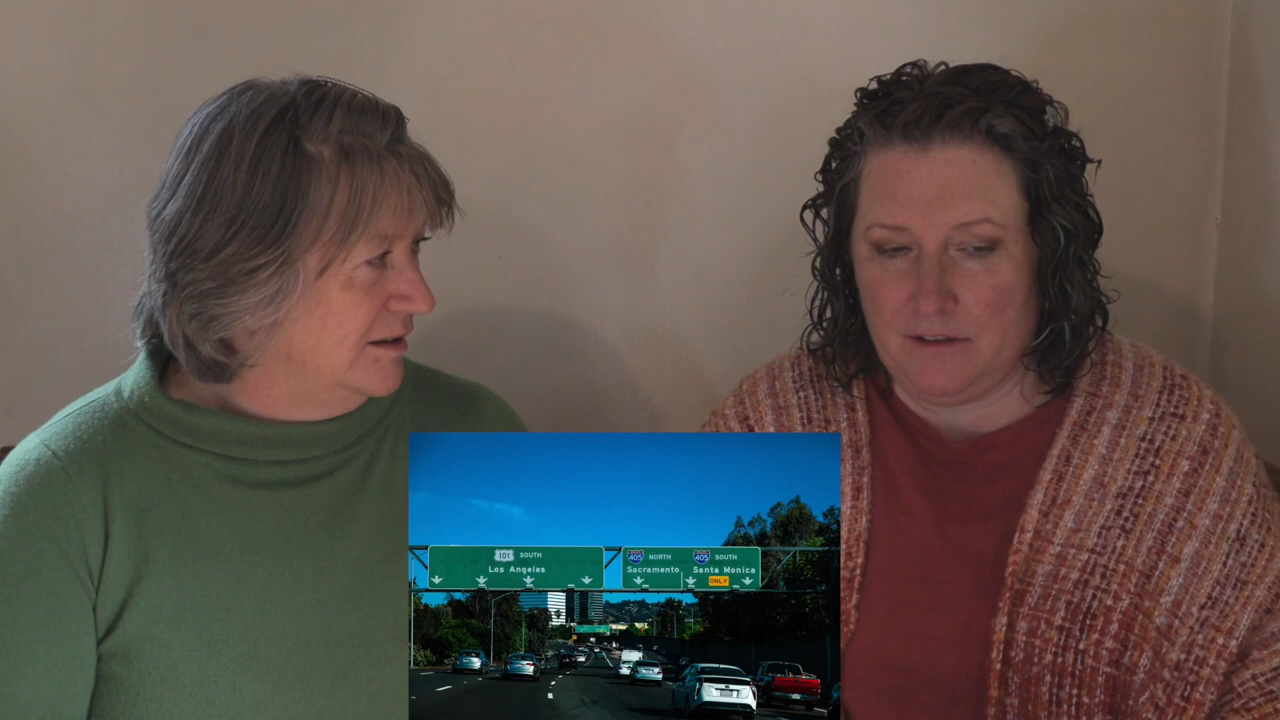 101 SOUTH
Los Angeles
405 NORTH
Sacramento
405 SOUTH
Santa Monica
ONLY